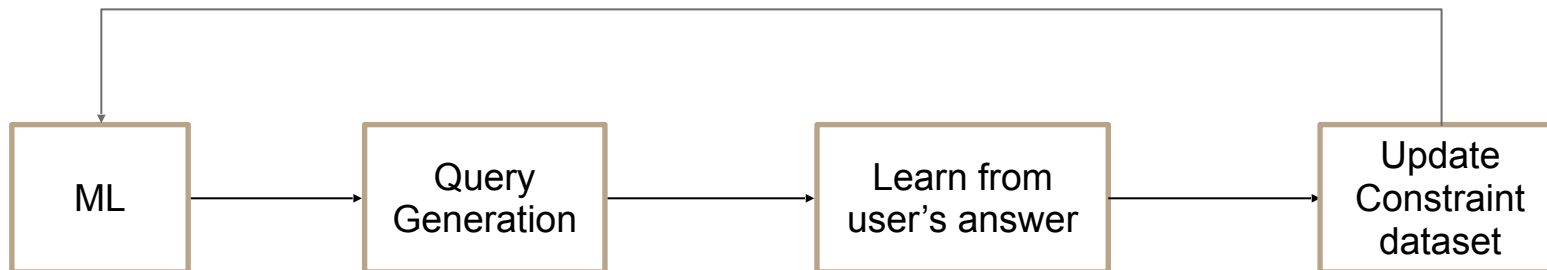 ML
Query
Generation
Learn from
user’s answer
Update
Constraint
dataset